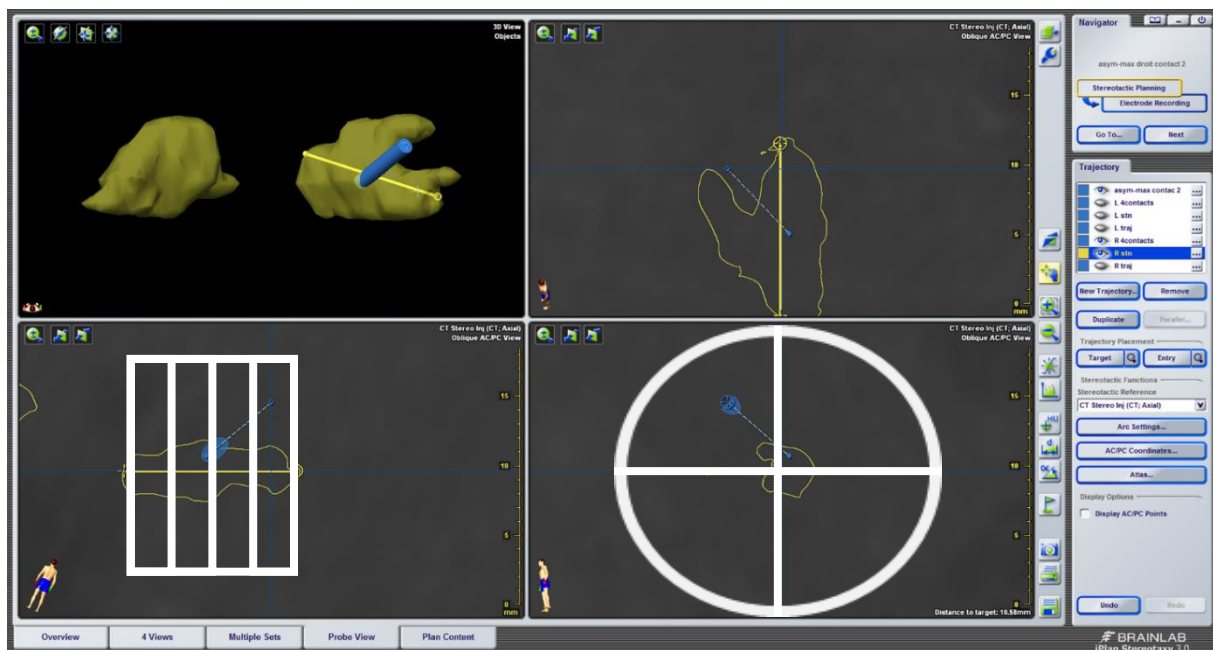 3D View
Objects
CT Stereo Inj (CT; Axial)
Oblique AC/PC View
15
10
5
0
mm
CT Stereo Inj (CT; Axial)
Oblique AC/PC View
15
10
5
0
mm
CT Stereo Inj (CT; Axial)
Oblique AC/PC View
15
10
5
0
Distance to target: 10.58mm
HU
d
Navigator
asym-max droit contact 2
Stereotactic Planning
Electrode Recording
Go To...
Next
Trajectory
asym-max contac 2 ...
L 4contacts ...
L stn ...
L traj ...
R 4contacts ...
R stn ...
R traj ...
New Trajectory...
Remove
Duplicate
Parallel...
Trajectory Placement
Target
Entry
Stereotactic Functions
Stereotactic Reference
CT Stereo Inj (CT; Axial)
Arc Settings...
AC/PC Coordinates...
Atlas...
Display Options
Display AC/PC Points
Undo
Redo
Overview
4 Views
Multiple Sets
Probe View
Plan Content
BRAINLAB
iPlan Stereotaxy 3.0